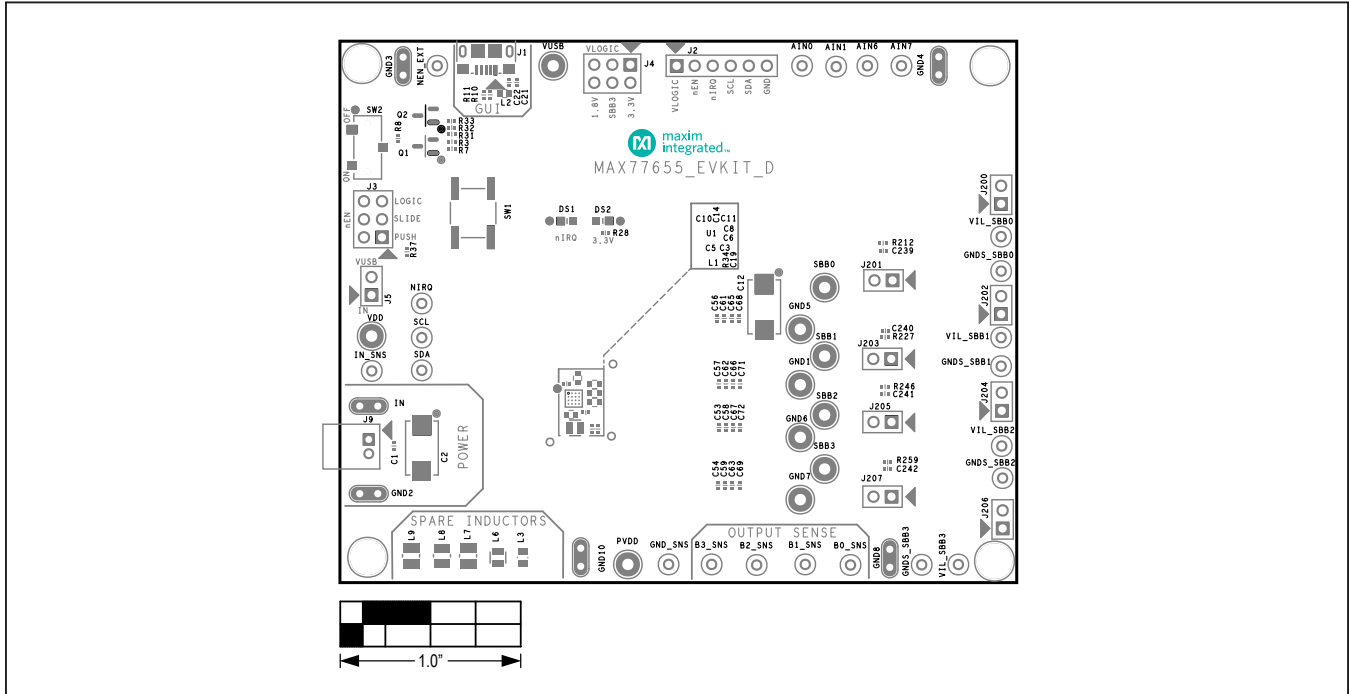 GND3
NEN_EXT
J1
VUSB
VLOGIC
J4
J2
AIN0
AIN1
AIN6
AIN7
GND4
R11
R10
L2
C22
C21
GUI
1.8V
SBB3
3.3V
VLOGIC
nEN
nIRQ
SCL
SDA
GND
OFF
SW2
ON
R8
Q2
Q1
R33
R32
R31
R3
R7
maxim
integrated™
MAX77655_EVKIT_D
J3
nEN
LOGIC
SLIDE
PUSH
R37
SW1
DS1
nIRQ
DS2
3.3V
R28
C10
C14
C11
U1
C8
C6
C5
C3
L1
R34
C19
J200
VIL_SBB0
GNDS_SBB0
R212
C239
J201
VUSB
J5
IN
VDD
IN_SNS
NIRQ
SCL
SDA
C12
SBB0
GND5
C56
C61
C65
C68
J202
VIL_SBB1
C240
R227
J203
SBB1
GND1
GNDS_SBB1
C57
C62
C66
C71
J204
R246
C241
J205
SBB2
GND6
C53
C58
C67
C72
VIL_SBB2
IN
J9
C1
C2
POWER
GND2
SBB3
GND7
C54
C59
C63
C69
R259
C242
J207
GNDS_SBB2
J206
SPARE INDUCTORS
L9
L8
L7
L6
L3
GND10
PVDD
GND_SNS
OUTPUT SENSE
B3_SNS
B2_SNS
B1_SNS
B0_SNS
GND8
GNDS_SBB3
VIL_SBB3
1.0”